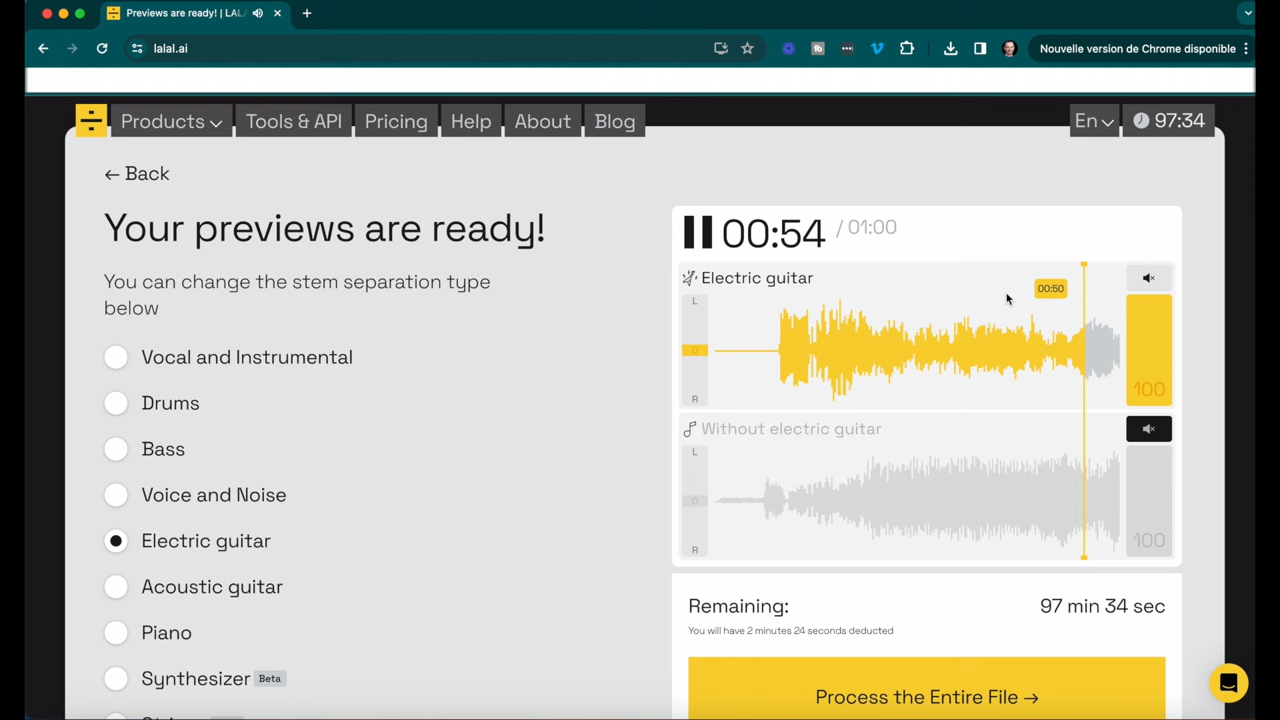 Previews are ready! | LAL
lalal.ai
Nouvelle version de Chrome disponible
Products
Tools & API
Pricing
Help
About
Blog
En
97:34
← Back
Your previews are ready!
You can change the stem separation type
below
Vocal and Instrumental
Drums
Bass
Voice and Noise
Electric guitar
Acoustic guitar
Piano
Synthesizer Beta
00:54 / 01:00
Electric guitar
00:50
L
0
R
100
Without electric guitar
L
0
R
100
Remaining: 97 min 34 sec
You will have 2 minutes 24 seconds deducted
Process the Entire File →